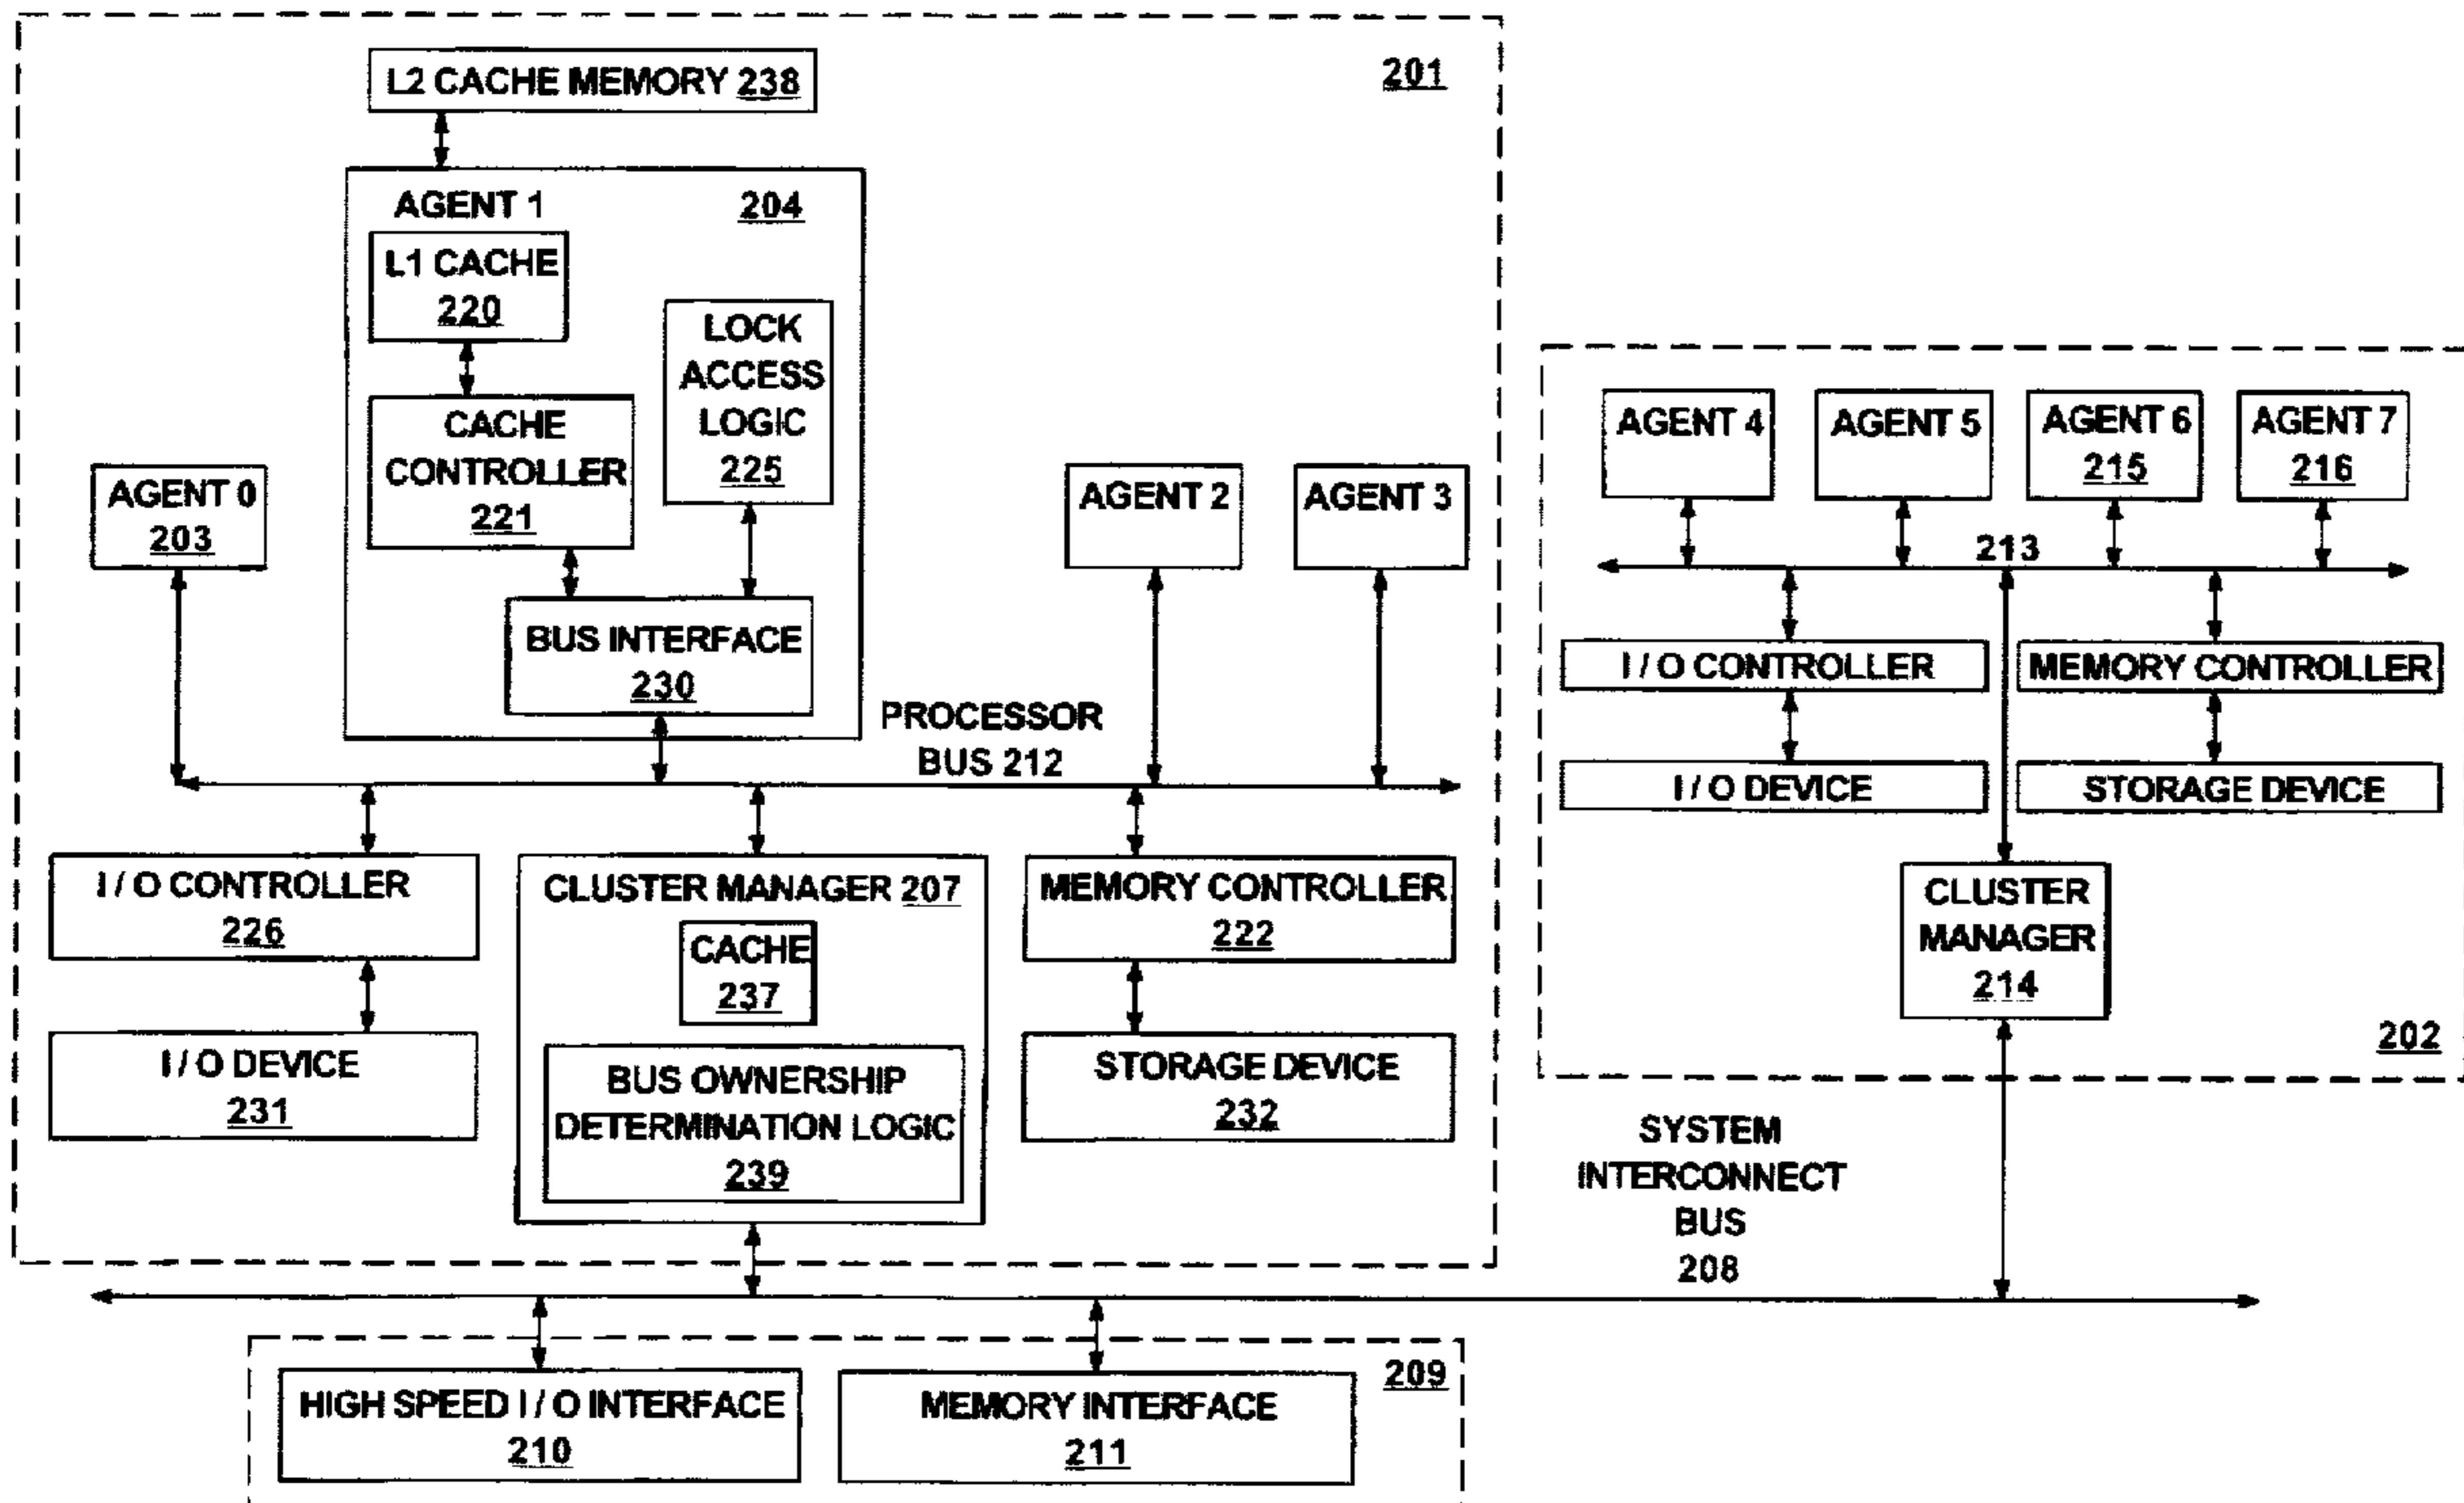 L2 CACHE MEMORY 238
201
AGENT 1
204
L1 CACHE
220
LOCK
ACCESS
LOGIC
225
CACHE
CONTROLLER
221
BUS INTERFACE
230
AGENT 0
203
AGENT 2
AGENT 3
PROCESSOR
BUS 212
I / O CONTROLLER
226
I / O DEVICE
231
CLUSTER MANAGER 207
CACHE
237
BUS OWNERSHIP
DETERMINATION LOGIC
239
MEMORY CONTROLLER
222
STORAGE DEVICE
232
AGENT 4
AGENT 5
AGENT 6
215
AGENT 7
216
213
I / O CONTROLLER
MEMORY CONTROLLER
I / O DEVICE
STORAGE DEVICE
CLUSTER
MANAGER
214
202
SYSTEM
INTERCONNECT
BUS
208
209
HIGH SPEED I / O INTERFACE
210
MEMORY INTERFACE
211